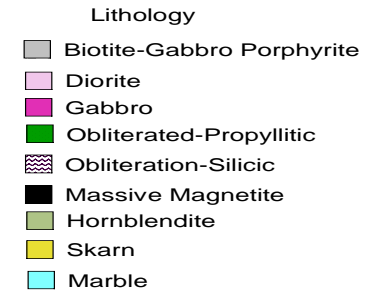 Lithology
Biotite-Gabbro Porphyrite
Diorite
Gabbro
Obliterated-Propyllitic
Obliteration-Silicic
Massive Magnetite
Hornblendite
Skarn
Marble